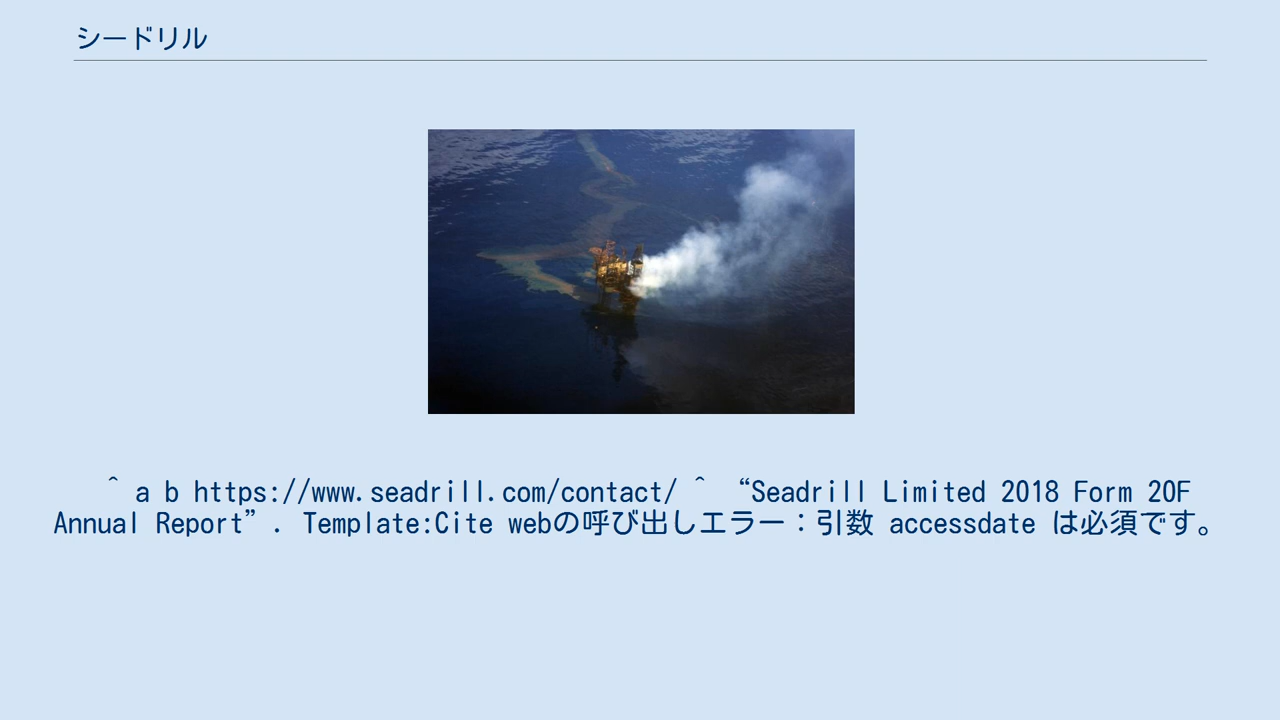 シードリル
^ a b https://www.seadrill.com/contact/ ^ “Seadrill Limited 2018 Form 20F
Annual Report”. Template:Cite webの呼び出しエラー：引数 accessdate は必須です。